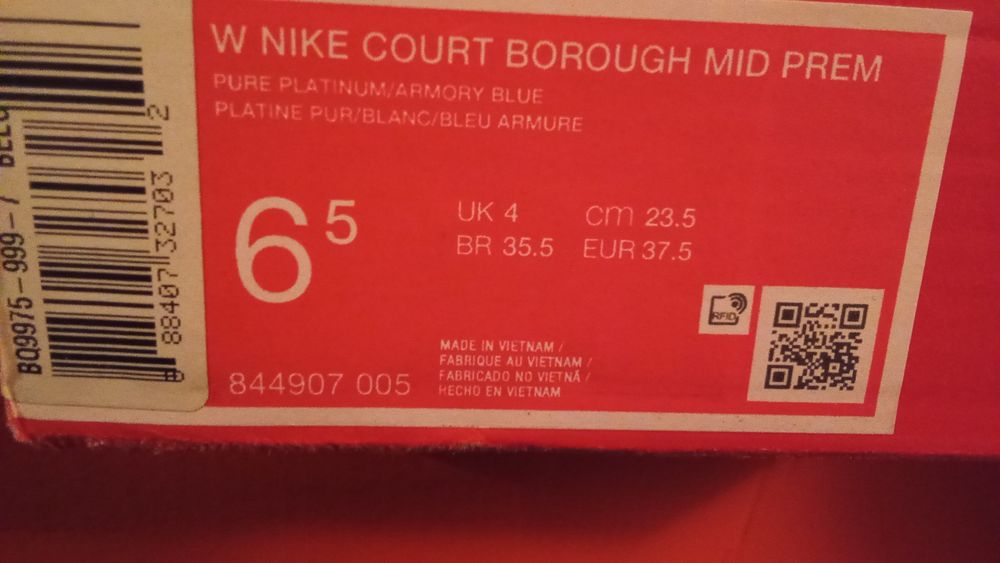 W NIKE COURT BOROUGH MID PREM
PURE PLATINUM/ARMORY BLUE
PLATINE PUR/BLANC/BLEU ARMURE
6 5
UK 4 cm 23.5
BR 35.5 EUR 37.5
RFID
MADE IN VIETNAM /
FABRIQUE AU VIETNAM /
FABRICADO NO VIETNÃ /
HECHO EN VIETNAM
844907 005
BQ9975-999-7
0 88407 32703 2